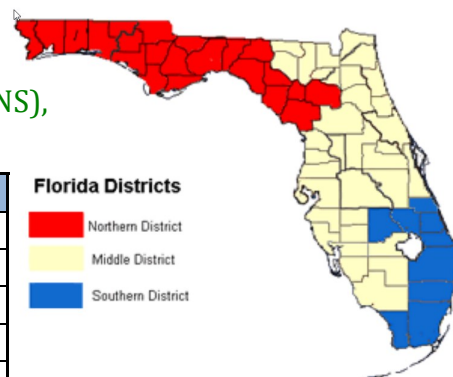 NS),
Florida Districts
Northern District
Middle District
Southern District